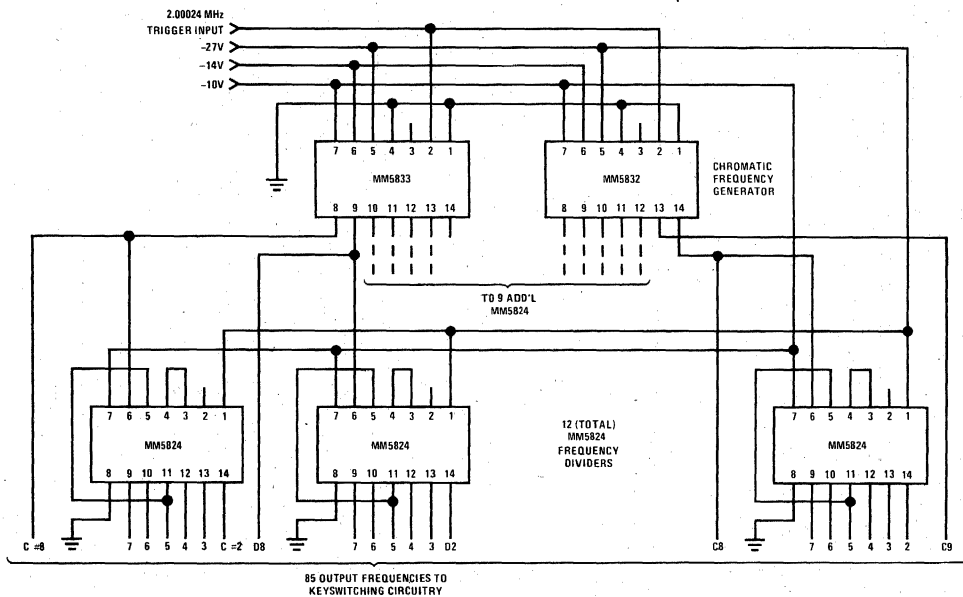 2.00024 MHz
TRIGGER INPUT
-27V
-14V
-10V
7 6 5 4 3 2 1
MM5833
8 9 10 11 12 13 14
7 6 5 4 3 2 1
MM5832
8 9 10 11 12 13 14
CHROMATIC
FREQUENCY
GENERATOR
TO 9 ADD'L
MM5824
7 6 5 4 3 2 1
MM5824
8 9 10 11 12 13 14
7 6 5 4 3 2 1
MM5824
8 9 10 11 12 13 14
12 (TOTAL)
MM5824
FREQUENCY
DIVIDERS
7 6 5 4 3 2 1
MM5824
8 9 10 11 12 13 14
C #8 7 6 5 4 3 C #2 D8 7 6 5 4 3 D2 C8 7 6 5 4 3 2 C9
85 OUTPUT FREQUENCIES TO
KEYSWITCHING CIRCUITRY